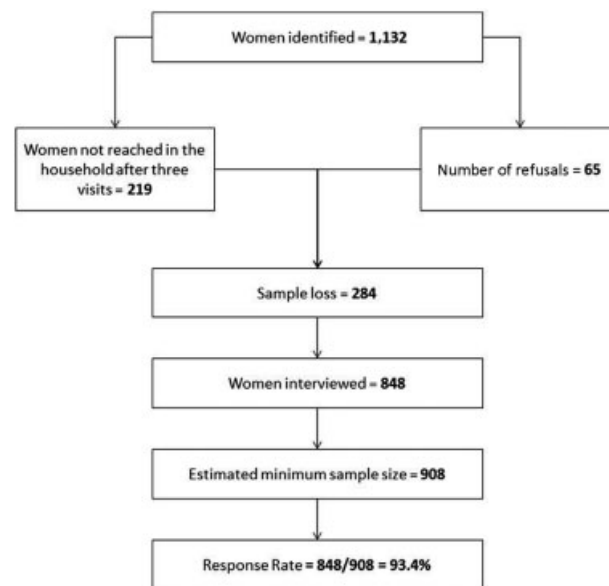 Women identified = 1,132
Women not reached in the
household after three
visits = 219
Number of refusals = 65
Sample loss = 284
Women interviewed = 848
Estimated minimum sample size = 908
Response Rate = 848/908 = 93.4%